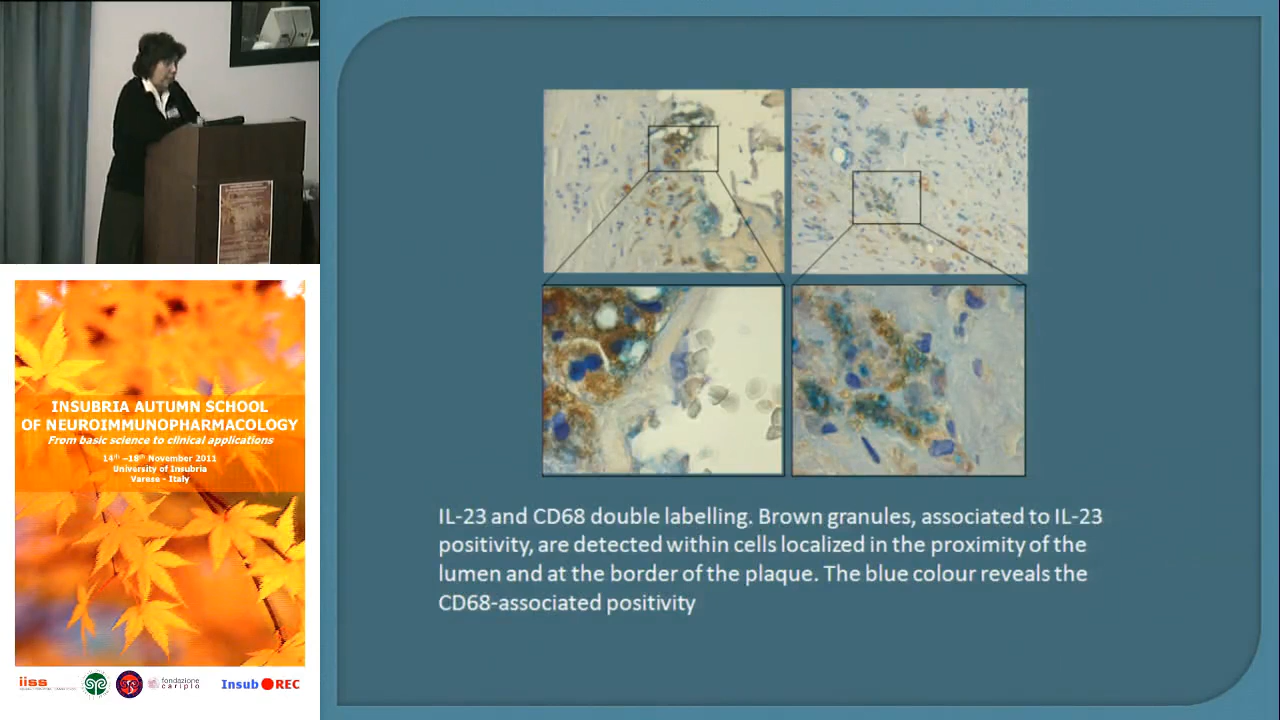 INSUBRIA AUTUMN SCHOOL
OF NEUROIMMUNOPHARMACOLOGY
From basic science to clinical applications
14th –18th November 2011
University of Insubria
Varese - Italy
iiss
fondazione
cariplo
Insub REC
IL-23 and CD68 double labelling. Brown granules, associated to IL-23
positivity, are detected within cells localized in the proximity of the
lumen and at the border of the plaque. The blue colour reveals the
CD68-associated positivity